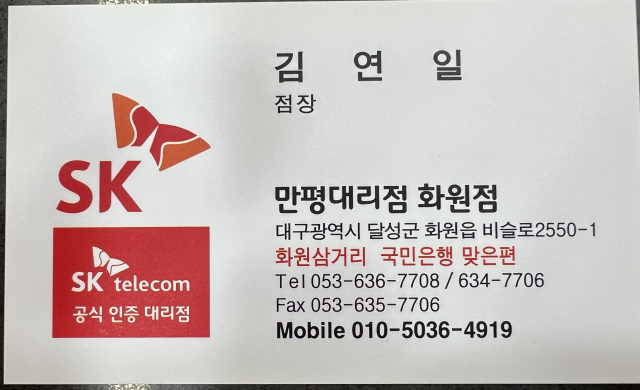 김 연 일
점장
SK
만평대리점 화원점
대구광역시 달성군 화원읍 비슬로2550-1
화원삼거리 국민은행 맞은편
Tel 053-636-7708 / 634-7706
Fax 053-635-7706
Mobile 010-5036-4919
SK telecom
공식 인증 대리점